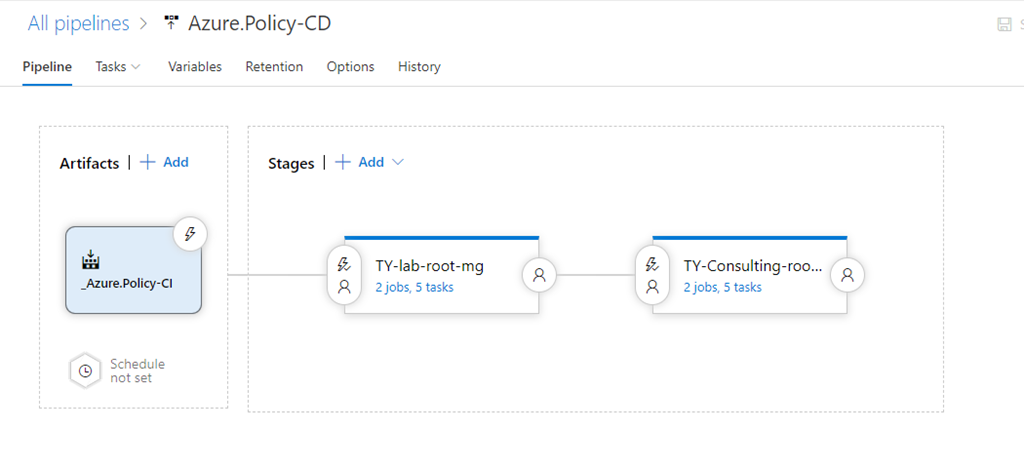 All pipelines > Azure.Policy-CD
Pipeline Tasks Variables Retention Options History
Artifacts | + Add
Stages | + Add
_Azure.Policy-CI
TY-lab-root-mg
2 jobs, 5 tasks
TY-Consulting-roo...
2 jobs, 5 tasks
Schedule
not set